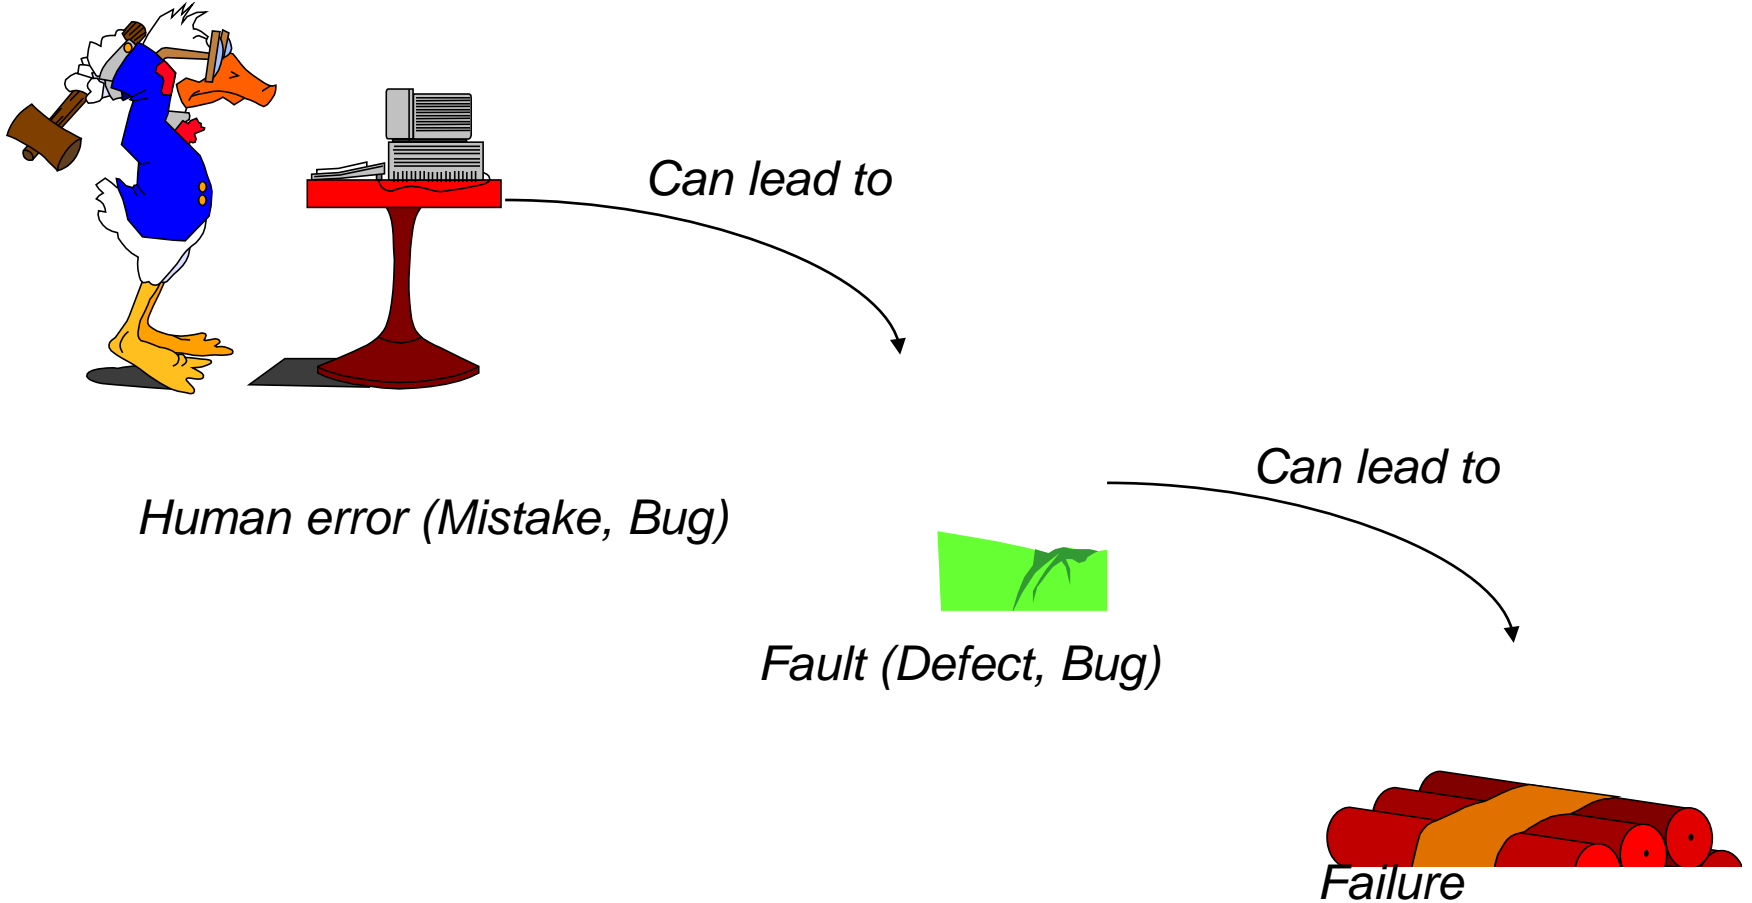 Can lead to
Can lead to
Human error (Mistake, Bug)
Fault (Defect, Bug)
Failure